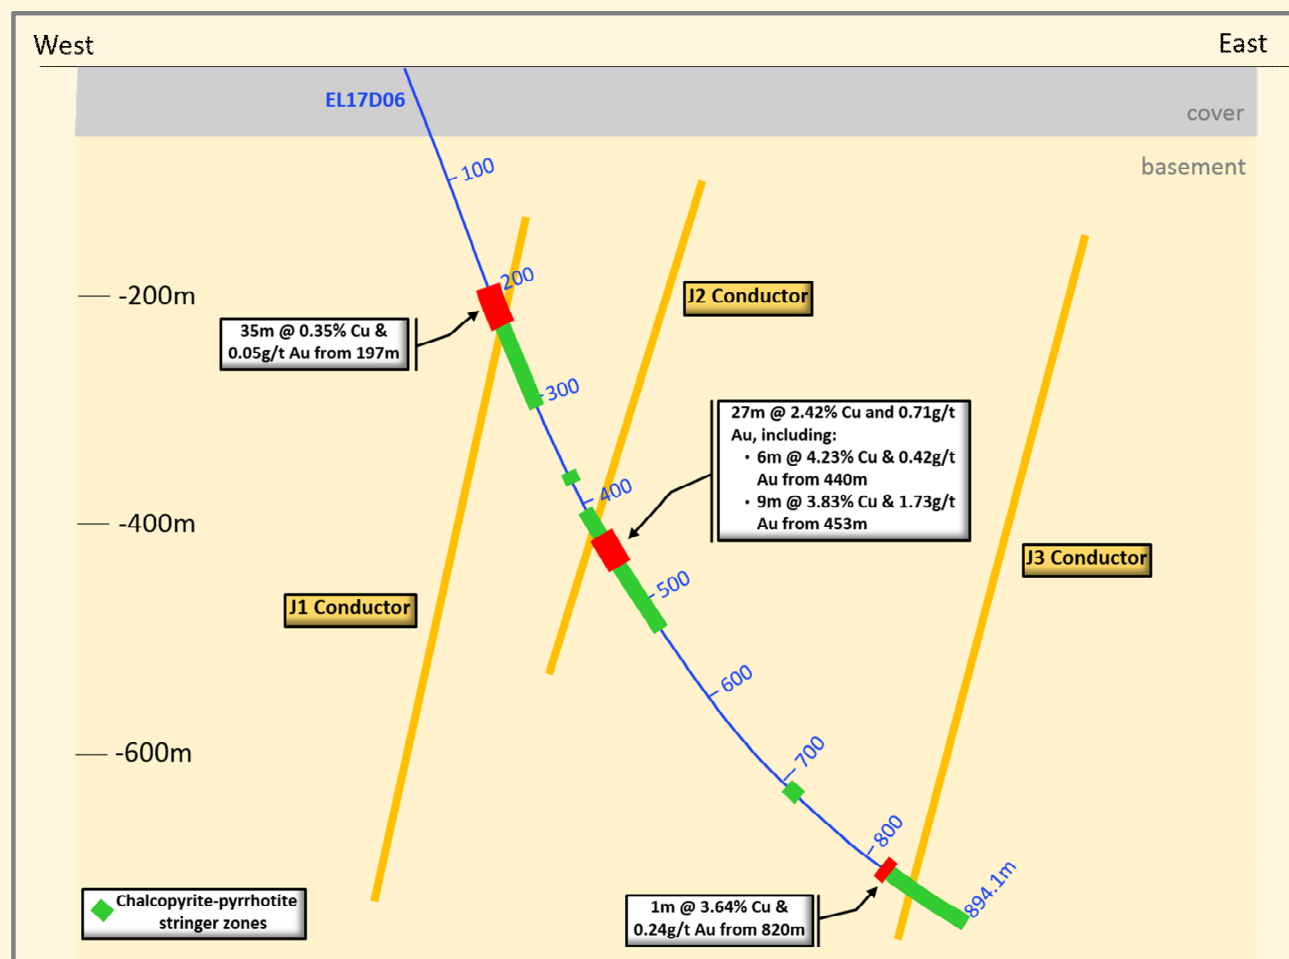 West
East
EL17D06
cover
100
basement
200
-200m
J2 Conductor
35m @ 0.35% Cu &
0.05g/t Au from 197m
300
27m @ 2.42% Cu and 0.71g/t
Au, including:
• 6m @ 4.23% Cu & 0.42g/t
Au from 440m
• 9m @ 3.83% Cu & 1.73g/t
Au from 453m
400
-400m
J3 Conductor
500
J1 Conductor
600
-600m
700
800
894.1m
Chalcopyrite-pyrrhotite
stringer zones
1m @ 3.64% Cu &
0.24g/t Au from 820m